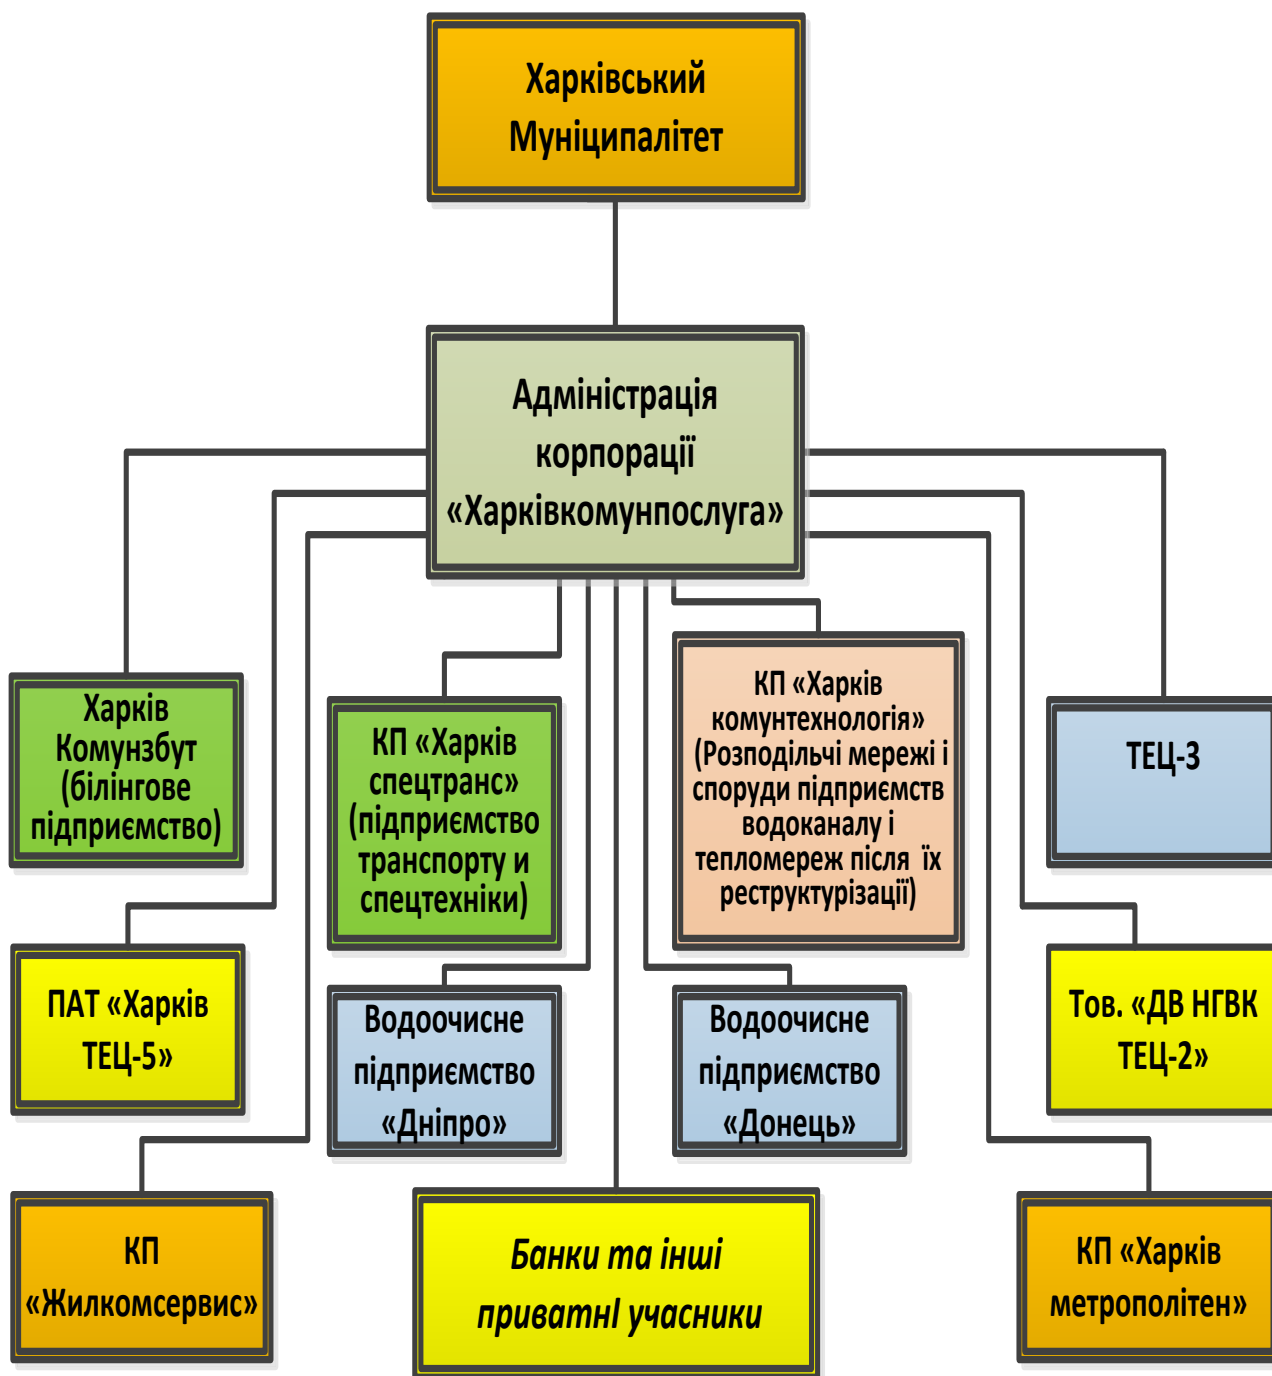 Харківський
Муніципалітет
Адміністрація
корпорації
«Харківкомунпослуга»
Харків
Комунзбут
(білінгове
підприємство)
КП «Харків
спецтранс»
(підприємство
транспорту и
спецтехніки)
КП «Харків
комунтехнологія»
(Розподільчі мережі і
споруди підприємств
водоканалу і
тепломереж після їх
реструктурізації)
ТЕЦ-3
ПАТ «Харків
ТЕЦ-5»
Водоочисне
підприємство
«Дніпро»
Водоочисне
підприємство
«Донець»
Тов. «ДВ НГВК
ТЕЦ-2»
КП
«Жилкомсервис»
Банки та інші
приватнІ учасники
КП «Харків
метрополітен»